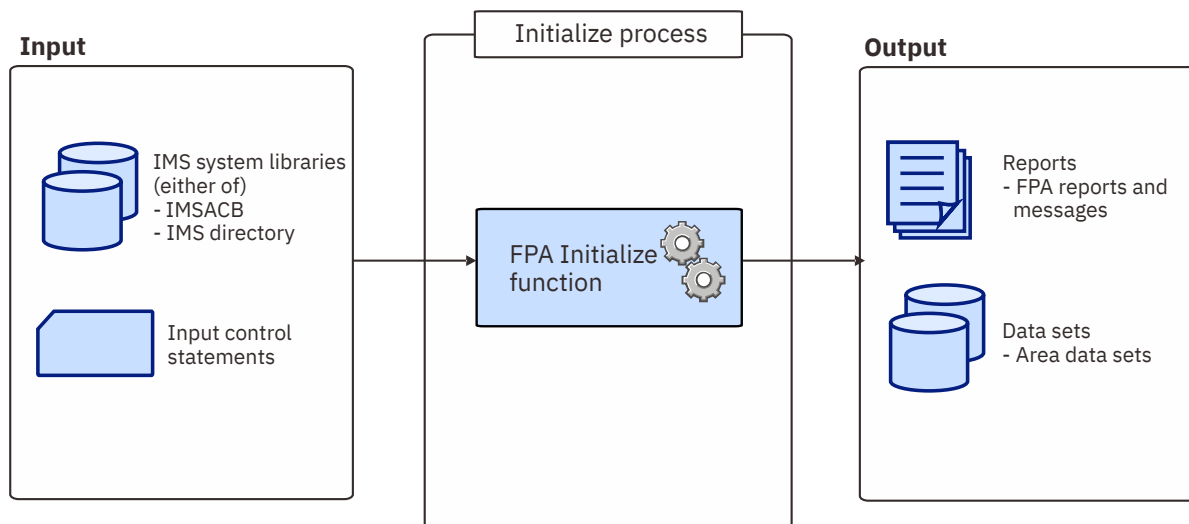 Initialize process
Input
IMS system libraries
(either of)
- IMSACB
- IMS directory
Input control
statements
FPA Initialize
function
Output
Reports
- FPA reports and
messages
Data sets
- Area data sets